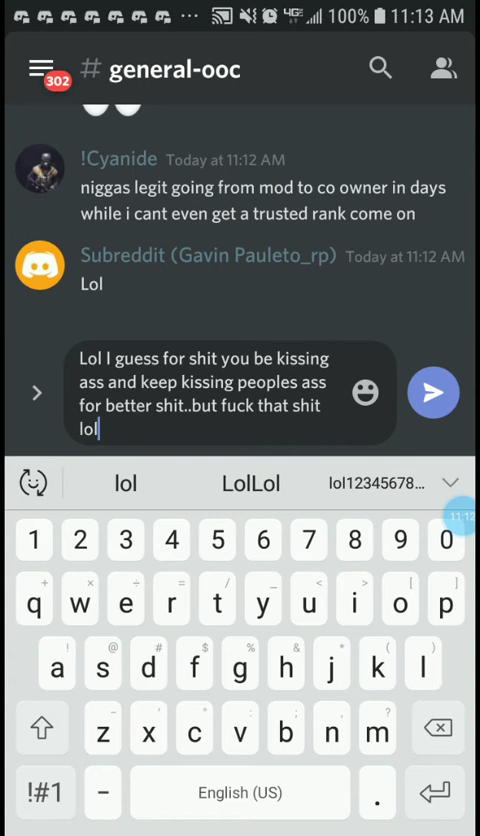 ··· 4GE 100% 11:13 AM
302 # general-ooc
!Cyanide Today at 11:12 AM
niggas legit going from mod to co owner in days
while i cant even get a trusted rank come on
Subreddit (Gavin Pauleto_rp) Today at 11:12 AM
Lol
Lol I guess for shit you be kissing
ass and keep kissing peoples ass
for better shit..but fuck that shit
lol
lol LolLol lol12345678...
11:12
1 2 3 4 5 6 7 8 9 0
+ × ÷ = / _ < > [ ]
q w e r t y u i o p
! @ # $ % ^ & * ( )
a s d f g h j k l
- ' " : ; , ?
z x c v b n m
!#1 - English (US) .